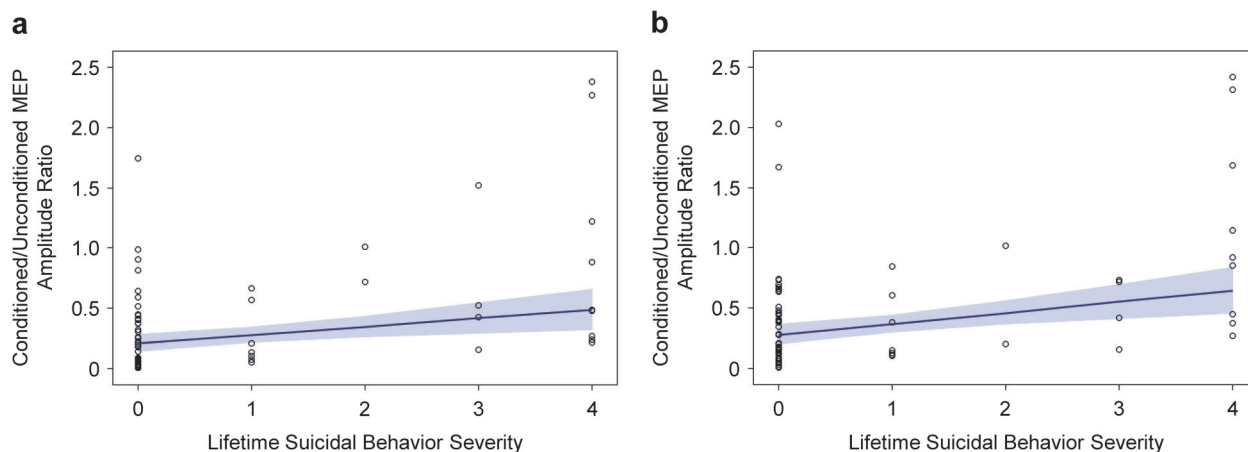 a
Conditioned/Unconditioned MEP
Amplitude Ratio
2.5
2.0
1.5
1.0
0.5
0
0
1
2
3
4
Lifetime Suicidal Behavior Severity
b
Conditioned/Unconditioned MEP
Amplitude Ratio
2.5
2.0
1.5
1.0
0.5
0
0
1
2
3
4
Lifetime Suicidal Behavior Severity